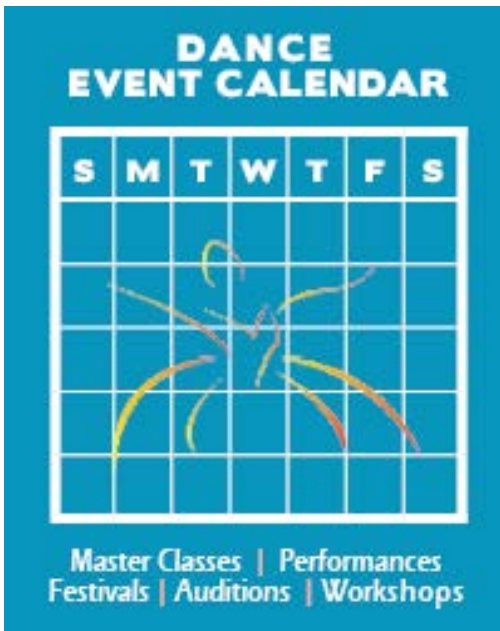 DANCE
EVENT CALENDAR
S M T W T F S
Master Classes | Performances
Festivals | Auditions | Workshops